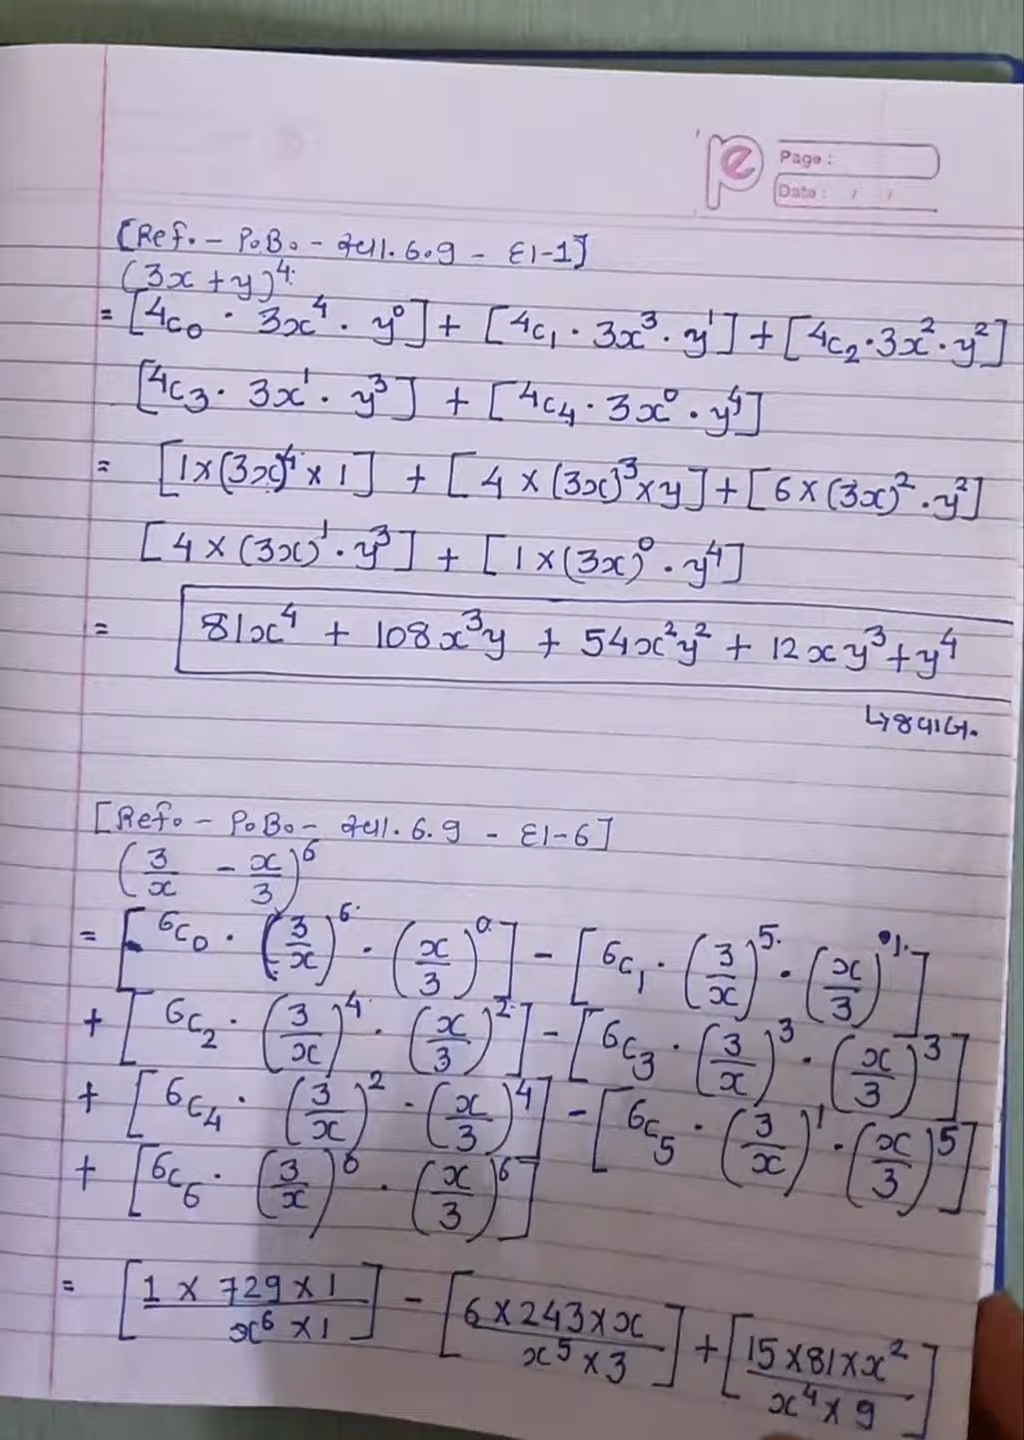 Page :
Date : / /
[Ref. - P.B. - સ્વા. 6.9 - દા-1]
(3x + y)⁴
= [⁴C₀ · 3x⁴ · y⁰] + [⁴C₁ · 3x³ · y¹] + [⁴C₂ · 3x² · y²]
[⁴C₃ · 3x¹ · y³] + [⁴C₄ · 3x⁰ · y⁴]
= [1 × (3x)⁴ × 1] + [4 × (3x)³ × y] + [6 × (3x)² · y²]
[4 × (3x)¹ · y³] + [1 × (3x)⁰ · y⁴]
= 81x⁴ + 108x³y + 54x²y² + 12xy³ + y⁴
↳ જવાબ.
[Ref. - P.B. - સ્વા. 6.9 - દા-6]
(3/x - x/3)⁶
= [⁶C₀ · (3/x)⁶ · (x/3)⁰] - [⁶C₁ · (3/x)⁵ · (x/3)¹]
+ [⁶C₂ · (3/x)⁴ · (x/3)²] - [⁶C₃ · (3/x)³ · (x/3)³]
+ [⁶C₄ · (3/x)² · (x/3)⁴] - [⁶C₅ · (3/x)¹ · (x/3)⁵]
+ [⁶C₆ · (3/x)⁰ · (x/3)⁶]
= [1 × 729 × 1 / x⁶ × 1] - [6 × 243 × x / x⁵ × 3] + [15 × 81 × x² / x⁴ × 9]